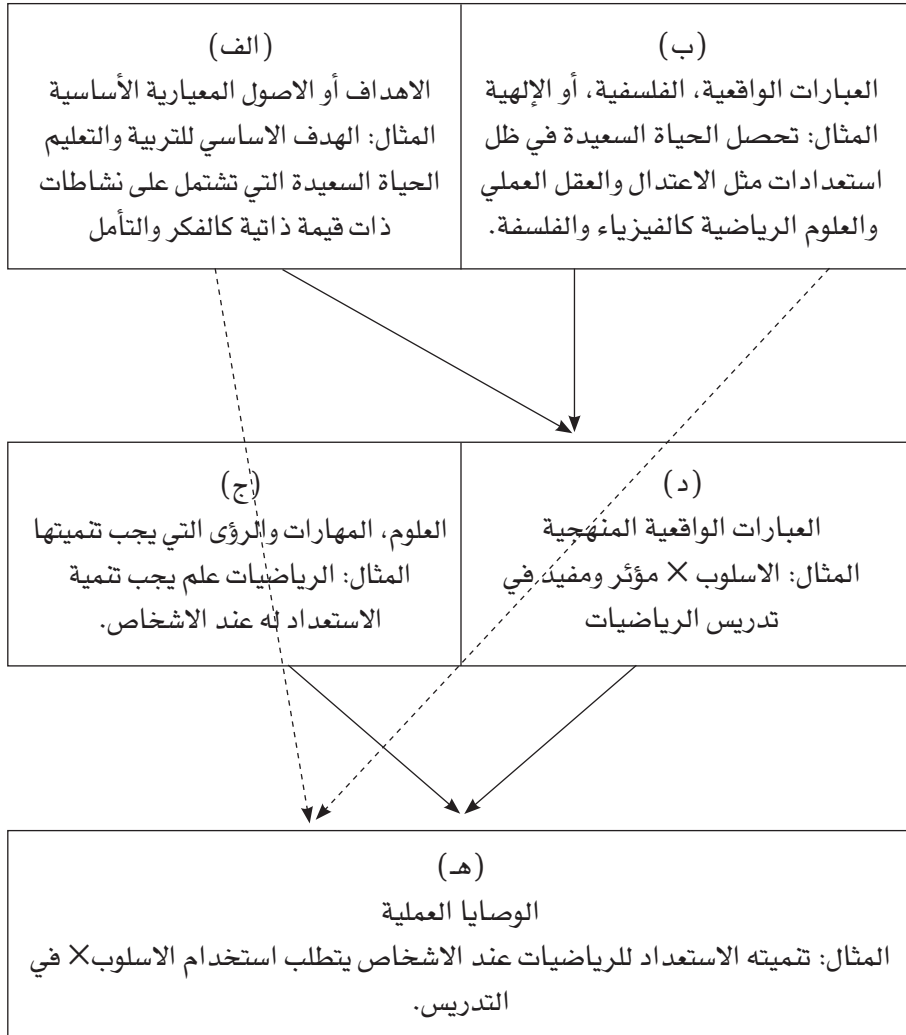 (الف)
الاهداف أو الاصول المعيارية الأساسية
المثال: الهدف الاساسي للتربية والتعليم
الحياة السعيدة التي تشتمل على نشاطات
ذات قيمة ذاتية كالفكر والتأمل
(ب)
العبارات الواقعية، الفلسفية، أو الإلهية
المثال: تحصل الحياة السعيدة في ظل
استعدادات مثل الاعتدال والعقل العملي
والعلوم الرياضية كالفيزياء والفلسفة.
(ج)
العلوم، المهارات والرؤى التي يجب تنميتها
المثال: الرياضيات علم يجب تنمية
الاستعداد له عند الاشخاص.
(د)
العبارات الواقعية المنهجية
المثال: الاسلوب X مؤثر ومفيد في
تدريس الرياضيات
(هـ)
الوصايا العملية
المثال: تنميته الاستعداد للرياضيات عند الاشخاص يتطلب استخدام الاسلوبX في
التدريس.